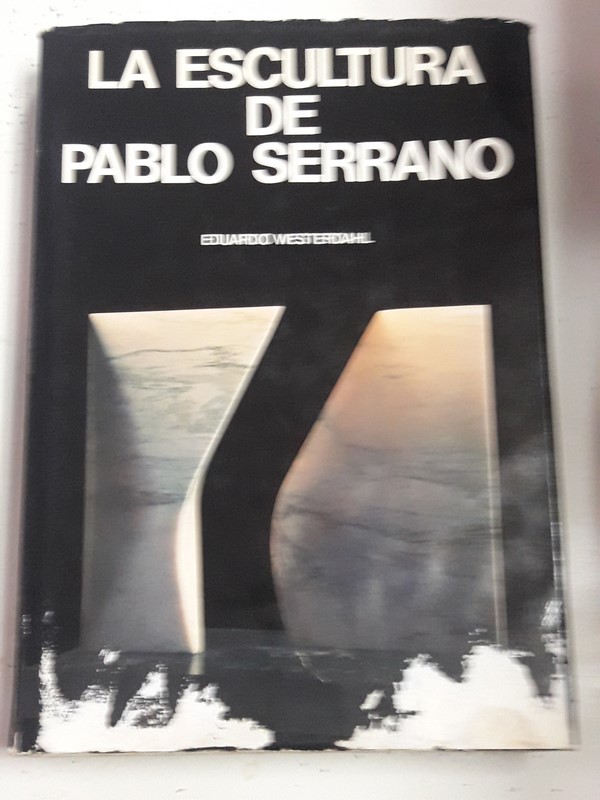 LA ESCULTURA
DE
PABLO SERRANO
EDUARDO WESTERDAHL